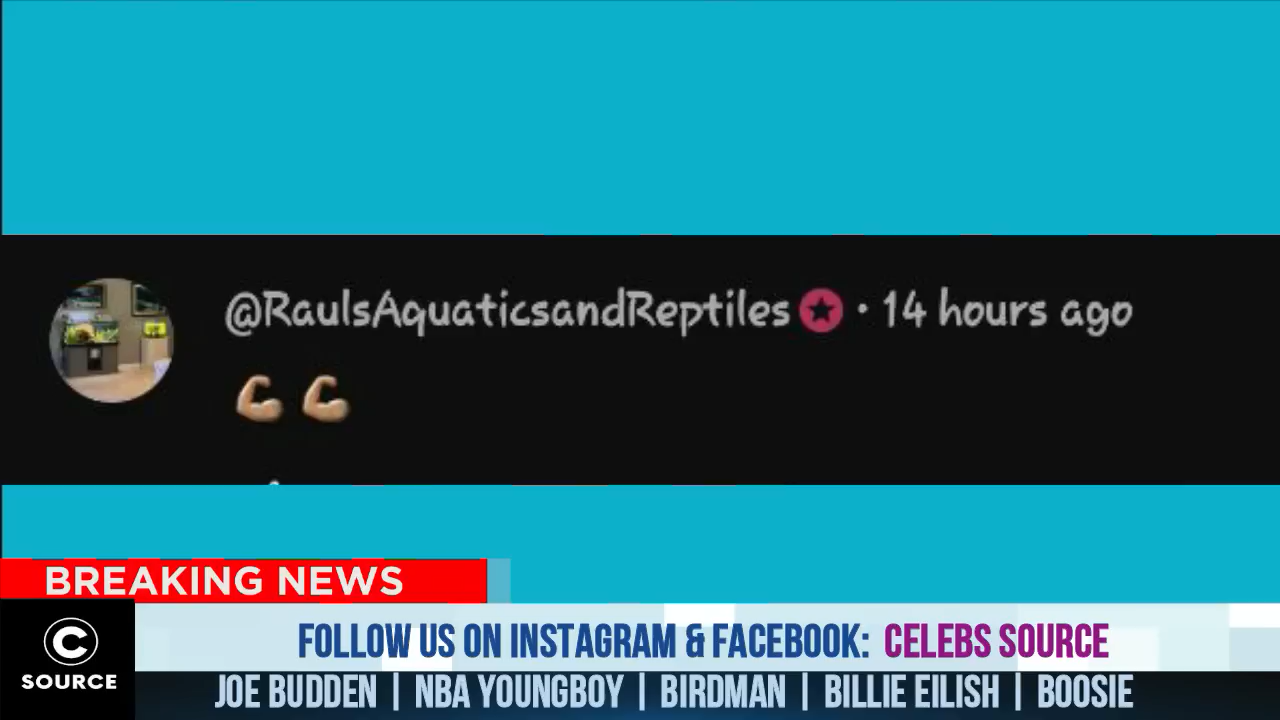 @RaulsAquaticsandReptiles · 14 hours ago
💪🏼 💪🏼
BREAKING NEWS
C
SOURCE
FOLLOW US ON INSTAGRAM & FACEBOOK: CELEBS SOURCE
JOE BUDDEN | NBA YOUNGBOY | BIRDMAN | BILLIE EILISH | BOOSIE